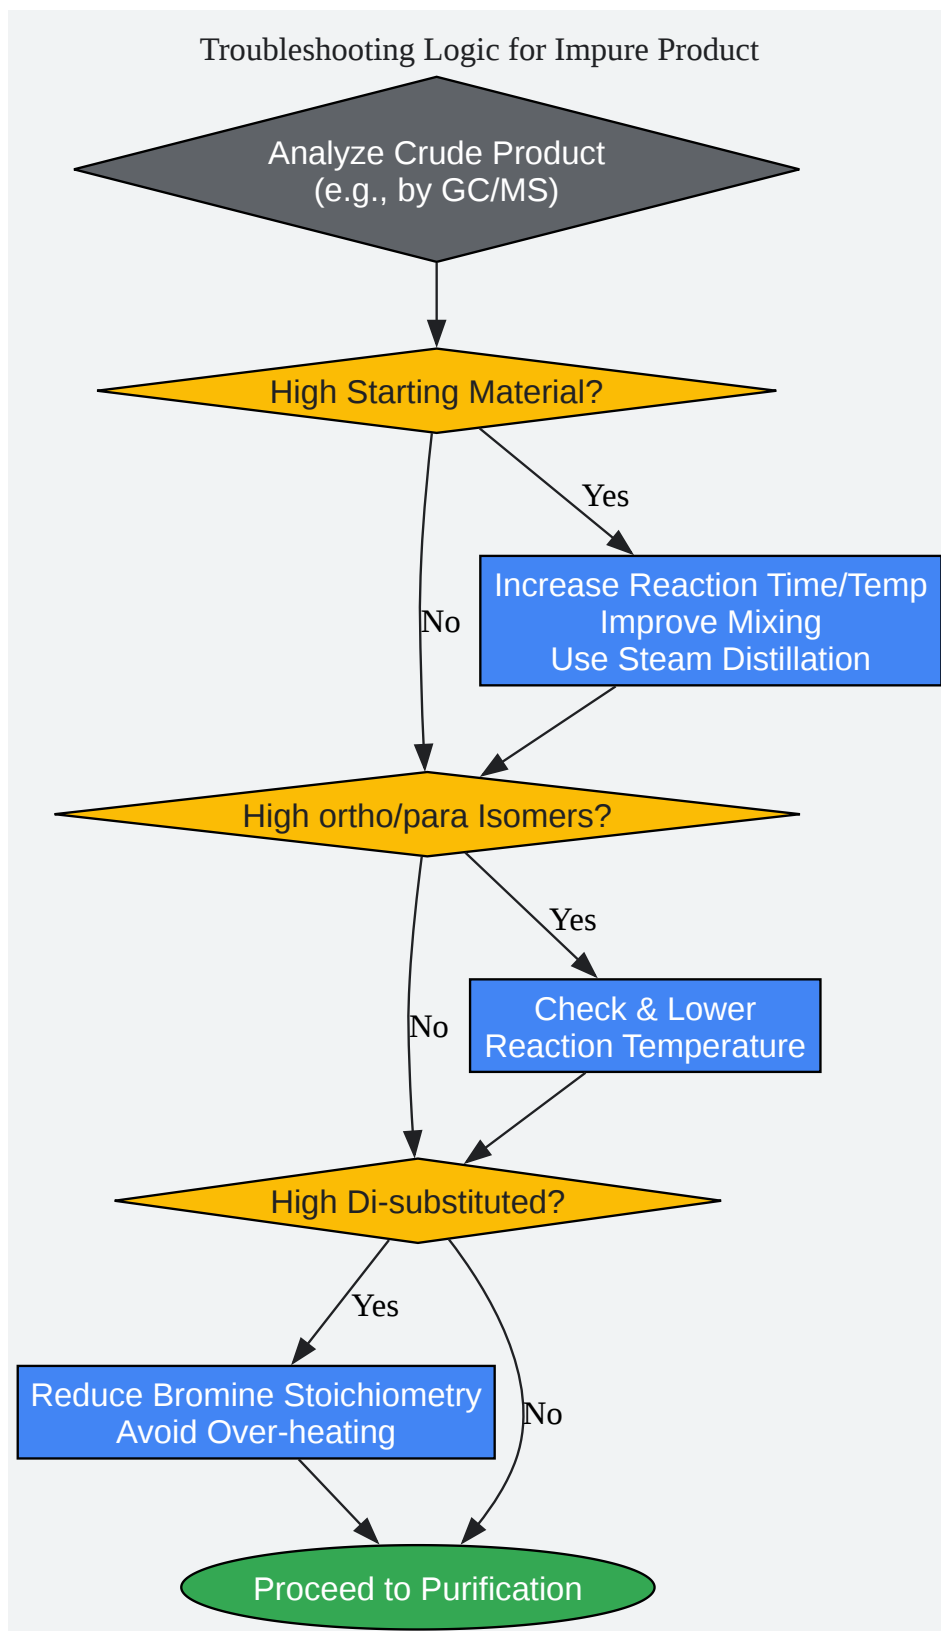 Troubleshooting Logic for Impure Product
Analyze Crude Product
(e.g., by GC/MS)
High Starting Material?
Yes
Increase Reaction Time/Temp
Improve Mixing
Use Steam Distillation
No
High ortho/para Isomers?
Yes
Check & Lower
Reaction Temperature
No
High Di-substituted?
Yes
Reduce Bromine Stoichiometry
Avoid Over-heating
No
Proceed to Purification